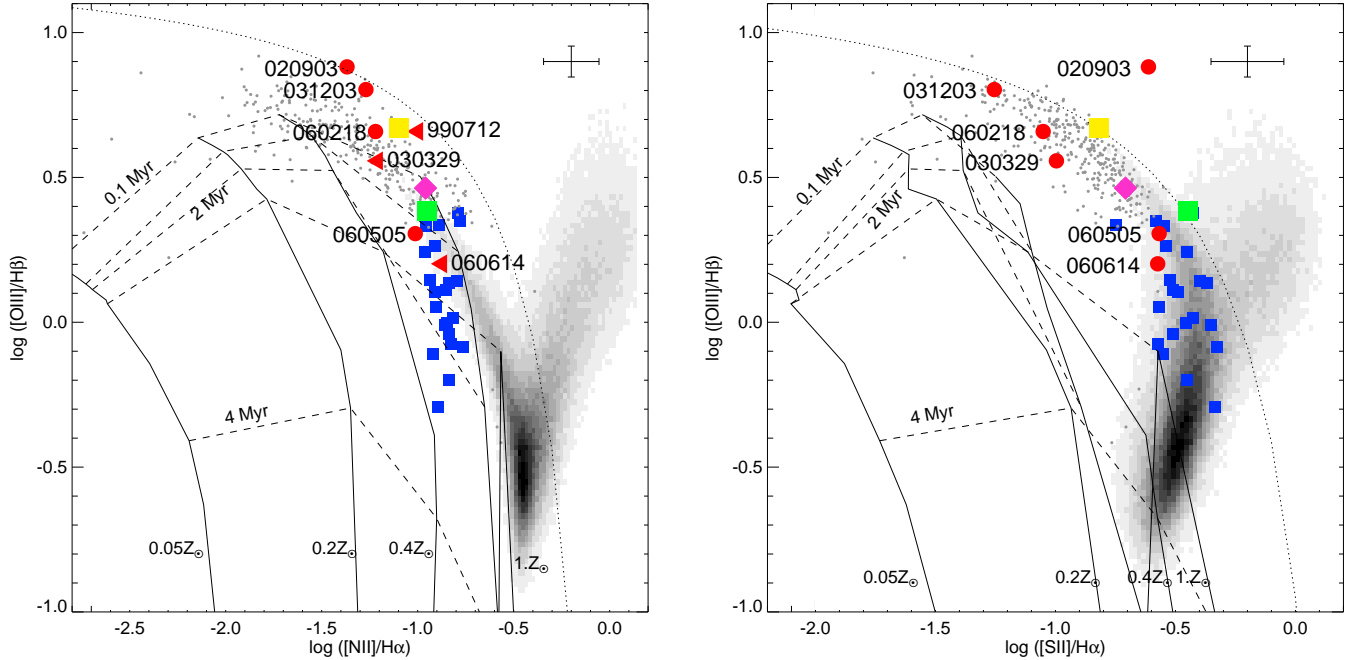 1.0
0.5
0.0
-0.5
-1.0
log ([OIII]/Hβ)
-2.5
-2.0
-1.5
-1.0
-0.5
0.0
log ([NII]/Hα)
020903
031203
060218
990712
030329
060505
060614
0.1 Myr
2 Myr
4 Myr
0.05Z⊙
0.2Z⊙
0.4Z⊙
1.Z⊙
1.0
0.5
0.0
-0.5
-1.0
log ([OIII]/Hβ)
-2.0
-1.5
-1.0
-0.5
0.0
log ([SII]/Hα)
020903
031203
060218
030329
060505
060614
0.1 Myr
2 Myr
4 Myr
0.05Z⊙
0.2Z⊙
0.4Z⊙
1.Z⊙